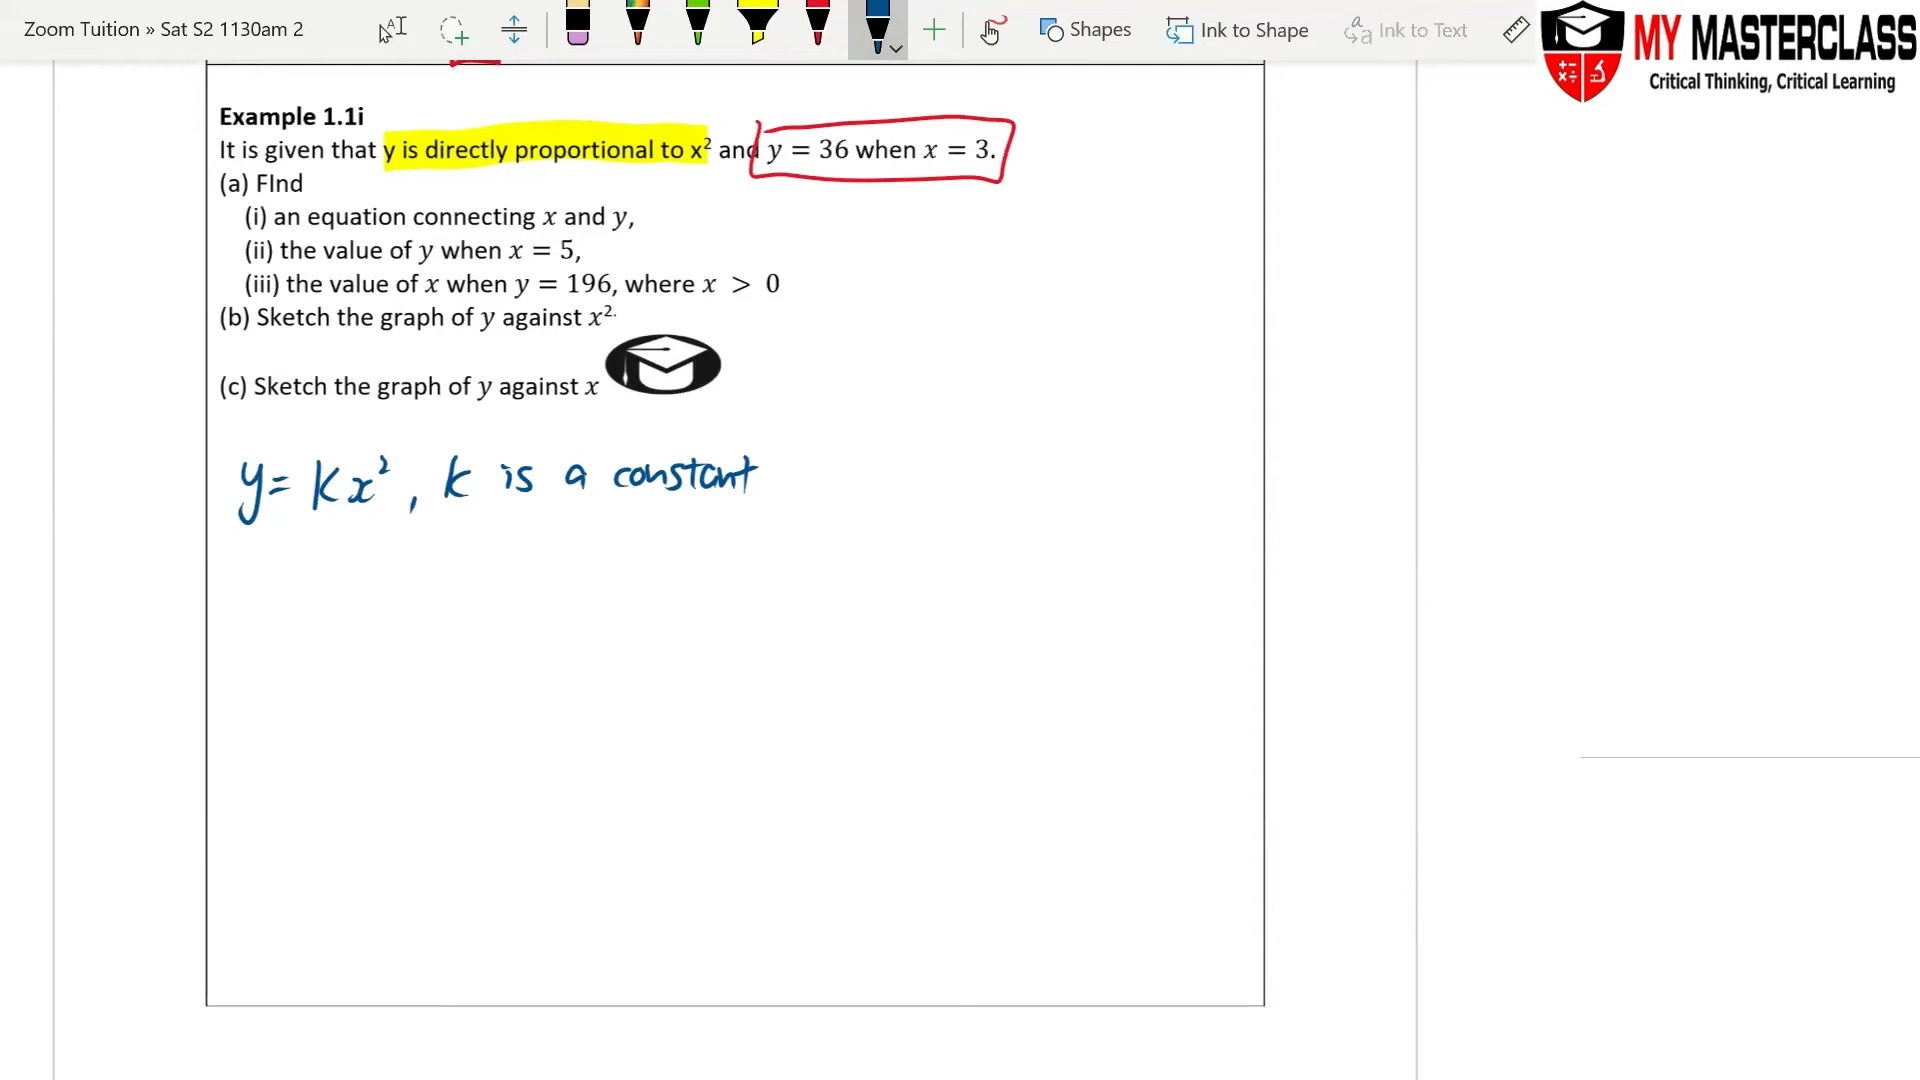 Zoom Tuition » Sat S2 1130am 2
Shapes
Ink to Shape
Ink to Text
MY MASTERCLASS
Critical Thinking, Critical Learning
Example 1.1i
It is given that y is directly proportional to x² and y = 36 when x = 3.
(a) FInd
(i) an equation connecting x and y,
(ii) the value of y when x = 5,
(iii) the value of x when y = 196, where x > 0
(b) Sketch the graph of y against x².
(c) Sketch the graph of y against x
y = kx², k is a constant